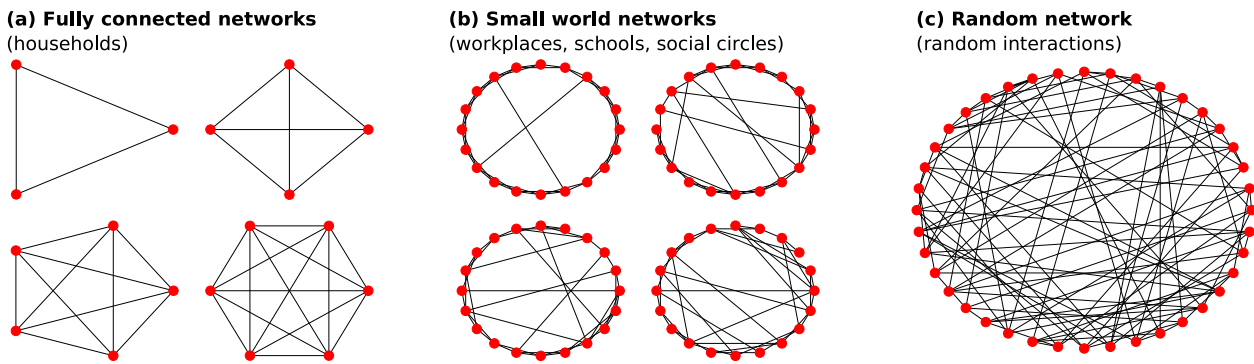 (a) Fully connected networks
(households)
(b) Small world networks
(workplaces, schools, social circles)
(c) Random network
(random interactions)